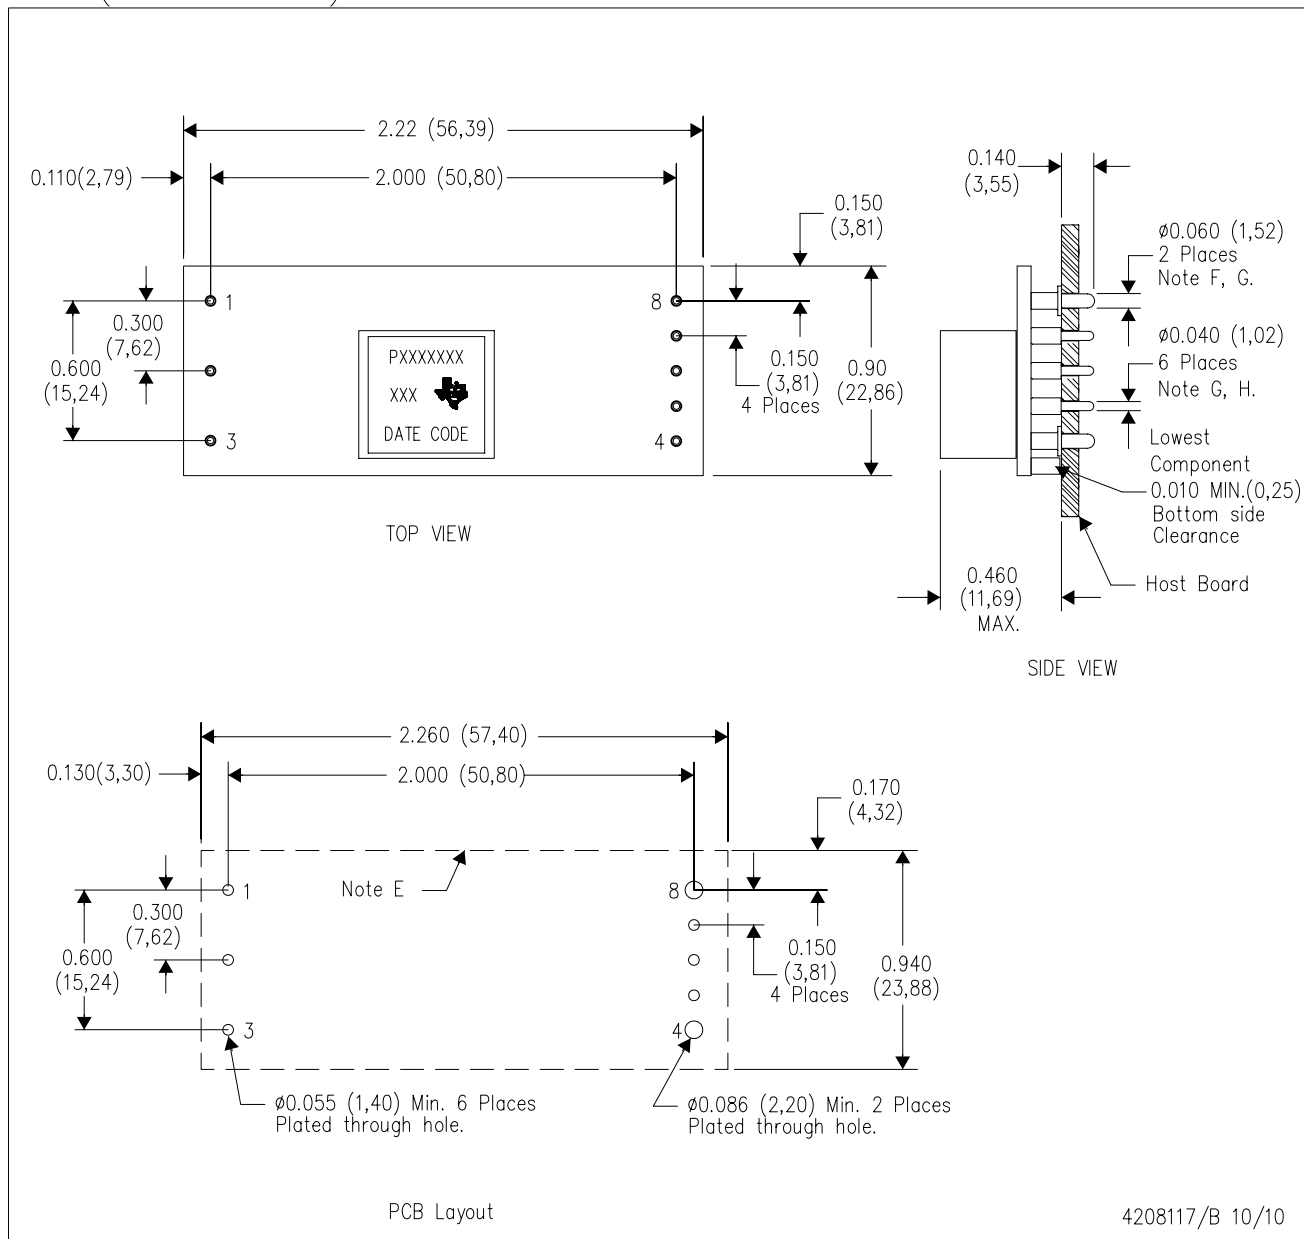 2.22 (56,39)
0.110(2,79)
2.000 (50,80)
0.150
(3,81)
1
8
0.300
(7,62)
0.600
(15,24)
3
4
PXXXXXXX
XXX
DATE CODE
0.150
(3,81)
4 Places
0.90
(22,86)
TOP VIEW
0.140
(3,55)
ø0.060 (1,52)
2 Places
Note F, G.
ø0.040 (1,02)
6 Places
Note G, H.
Lowest
Component
0.010 MIN.(0,25)
Bottom side
Clearance
Host Board
0.460
(11,69)
MAX.
SIDE VIEW
2.260 (57,40)
0.130(3,30)
2.000 (50,80)
0.170
(4,32)
1
Note E
8
0.300
(7,62)
0.600
(15,24)
0.150
(3,81)
4 Places
0.940
(23,88)
3
4
ø0.055 (1,40) Min. 6 Places
Plated through hole.
ø0.086 (2,20) Min. 2 Places
Plated through hole.
PCB Layout
4208117/B 10/10